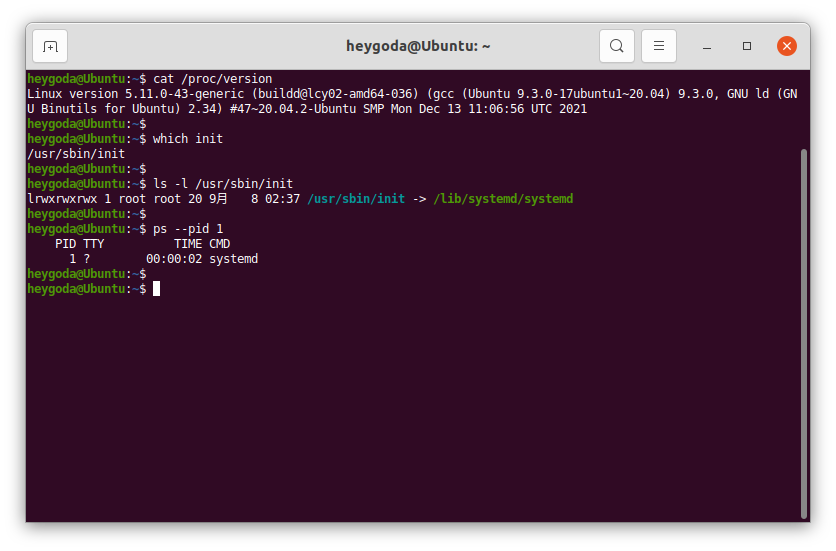 heygoda@Ubuntu: ~
heygoda@Ubuntu:~$ cat /proc/version
Linux version 5.11.0-43-generic (buildd@lcy02-amd64-036) (gcc (Ubuntu 9.3.0-17ubuntu1~20.04) 9.3.0, GNU ld (GN
U Binutils for Ubuntu) 2.34) #47~20.04.2-Ubuntu SMP Mon Dec 13 11:06:56 UTC 2021
heygoda@Ubuntu:~$
heygoda@Ubuntu:~$ which init
/usr/sbin/init
heygoda@Ubuntu:~$
heygoda@Ubuntu:~$ ls -l /usr/sbin/init
lrwxrwxrwx 1 root root 20 9月   8 02:37 /usr/sbin/init -> /lib/systemd/systemd
heygoda@Ubuntu:~$
heygoda@Ubuntu:~$ ps --pid 1
    PID TTY          TIME CMD
      1 ?        00:00:02 systemd
heygoda@Ubuntu:~$
heygoda@Ubuntu:~$